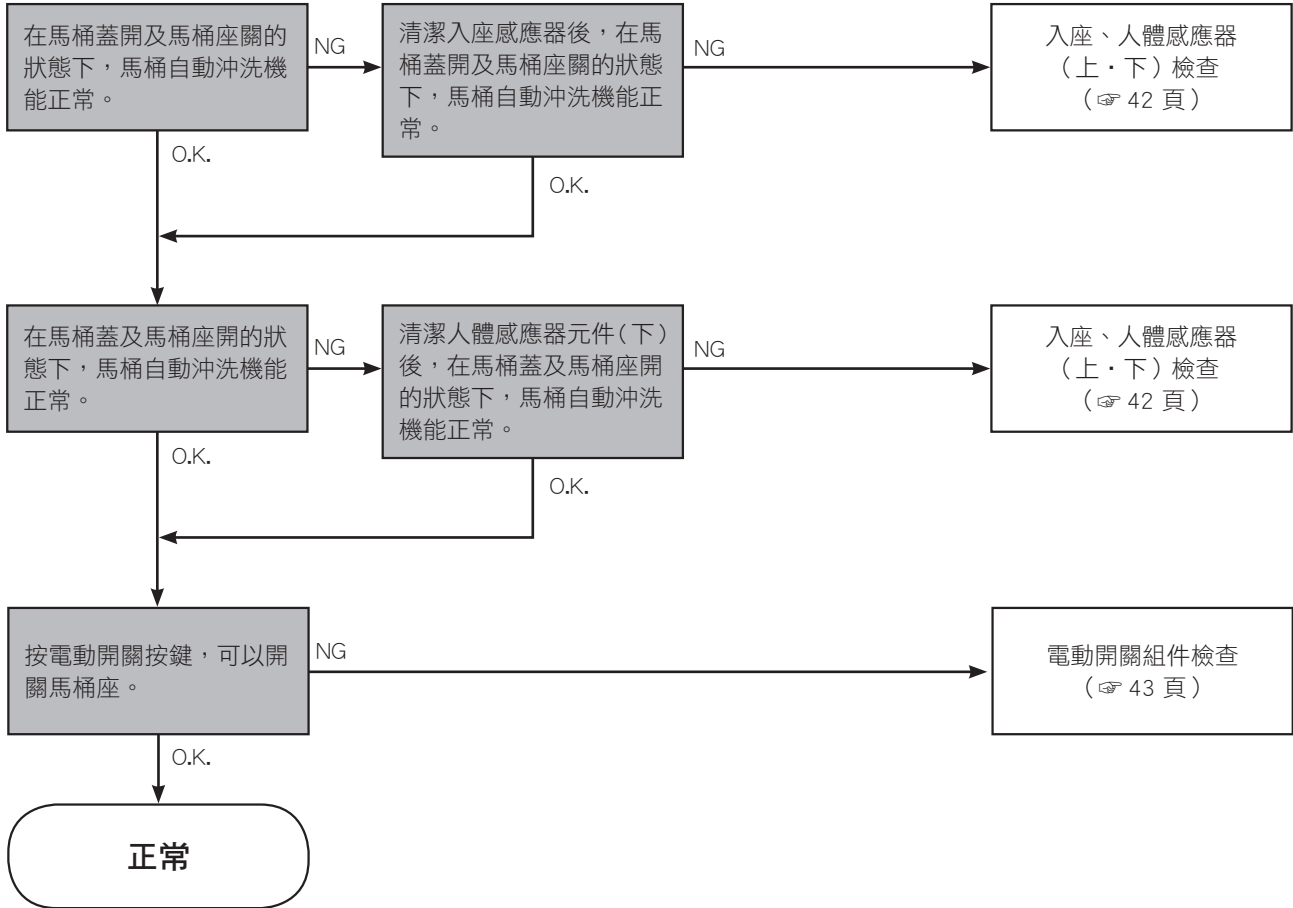 在馬桶蓋開及馬桶座關的
狀態下，馬桶自動沖洗機
能正常。
NG
清潔入座感應器後，在馬
桶蓋開及馬桶座關的狀態
下，馬桶自動沖洗機能正
常。
NG
入座、人體感應器
（上・下）檢查
（☞ 42 頁）
O.K.
O.K.
在馬桶蓋及馬桶座開的狀
態下，馬桶自動沖洗機能
正常。
NG
清潔人體感應器元件(下)
後，在馬桶蓋及馬桶座開
的狀態下，馬桶自動沖洗
機能正常。
NG
入座、人體感應器
（上・下）檢查
（☞ 42 頁）
O.K.
O.K.
按電動開關按鍵，可以開
關馬桶座。
NG
電動開關組件檢查
（☞ 43 頁）
O.K.
正常